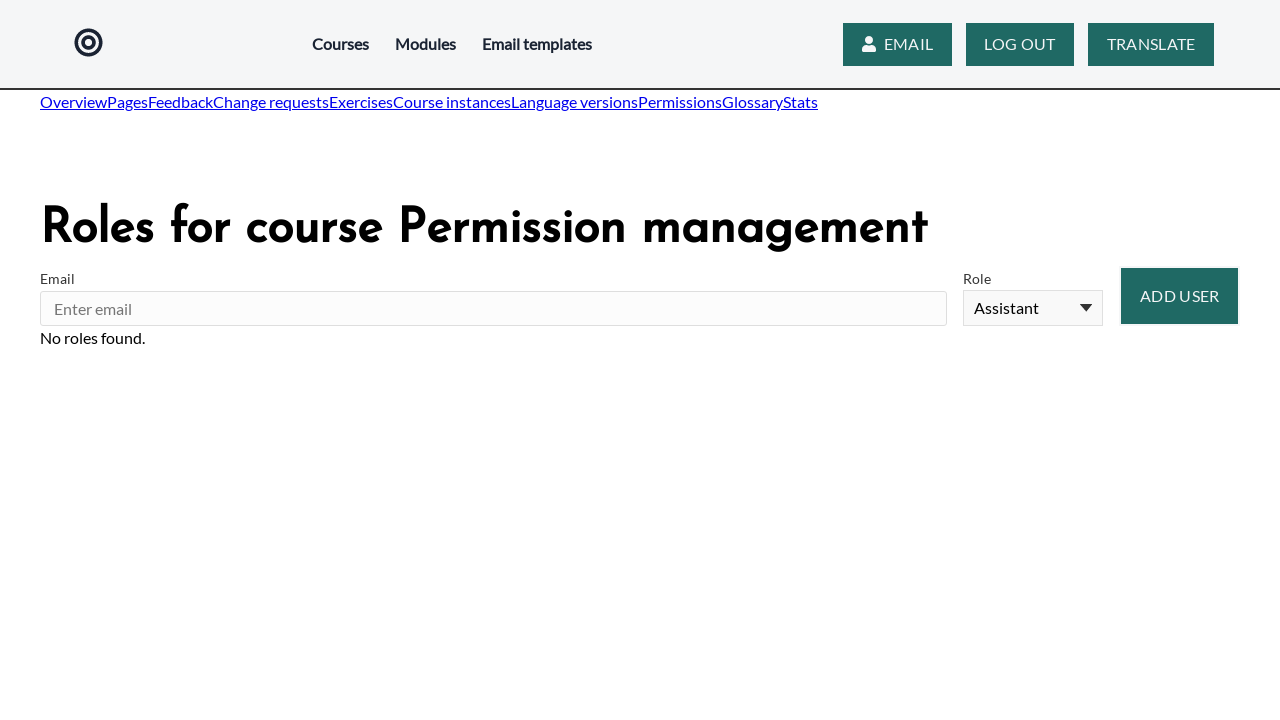 Courses Modules Email templates EMAIL LOG OUT TRANSLATE
OverviewPagesFeedbackChange requestsExercisesCourse instancesLanguage versionsPermissionsGlossaryStats
Roles for course Permission management
Email Role
Enter email Assistant ADD USER
No roles found.